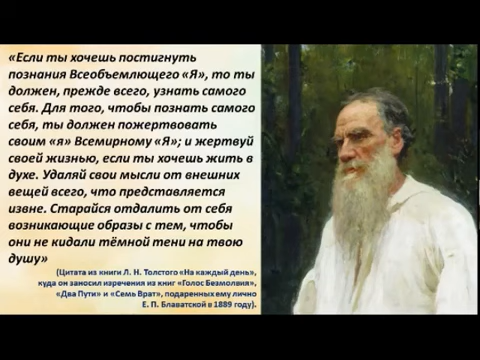 «Если ты хочешь постигнуть
познания Всеобъемлющего «Я», то ты
должен, прежде всего, узнать самого
себя. Для того, чтобы познать самого
себя, ты должен пожертвовать
своим «я» Всемирному «Я»; и жертвуй
своей жизнью, если ты хочешь жить в
духе. Удаляй свои мысли от внешних
вещей всего, что представляется
извне. Старайся отдалить от себя
возникающие образы с тем, чтобы
они не кидали тёмной тени на твою
душу»
(Цитата из книги Л. Н. Толстого «На каждый день»,
куда он заносил изречения из книг «Голос Безмолвия»,
«Два Пути» и «Семь Врат», подаренных ему лично
Е. П. Блаватской в 1889 году).